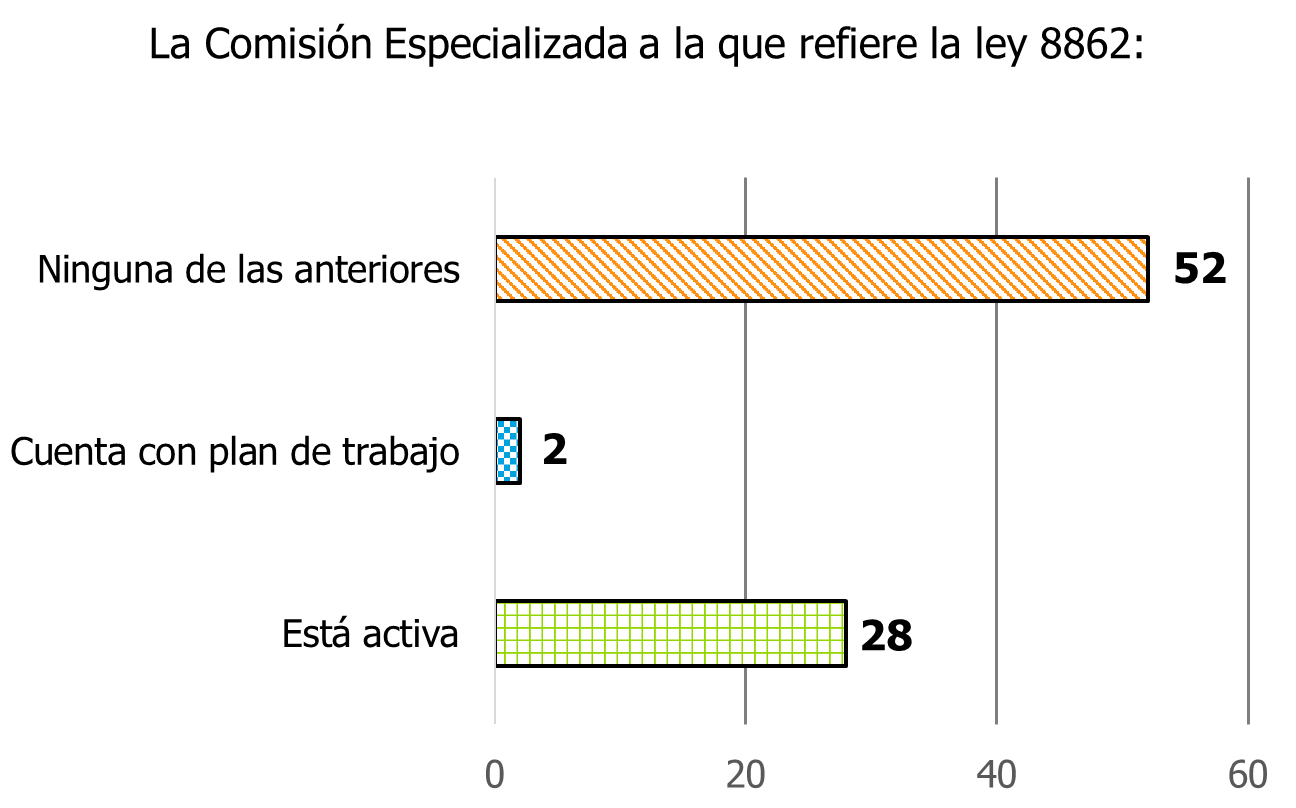 La Comisión Especializada a la que refiere la ley 8862:
Ninguna de las anteriores
52
Cuenta con plan de trabajo
2
Está activa
28
0 20 40 60